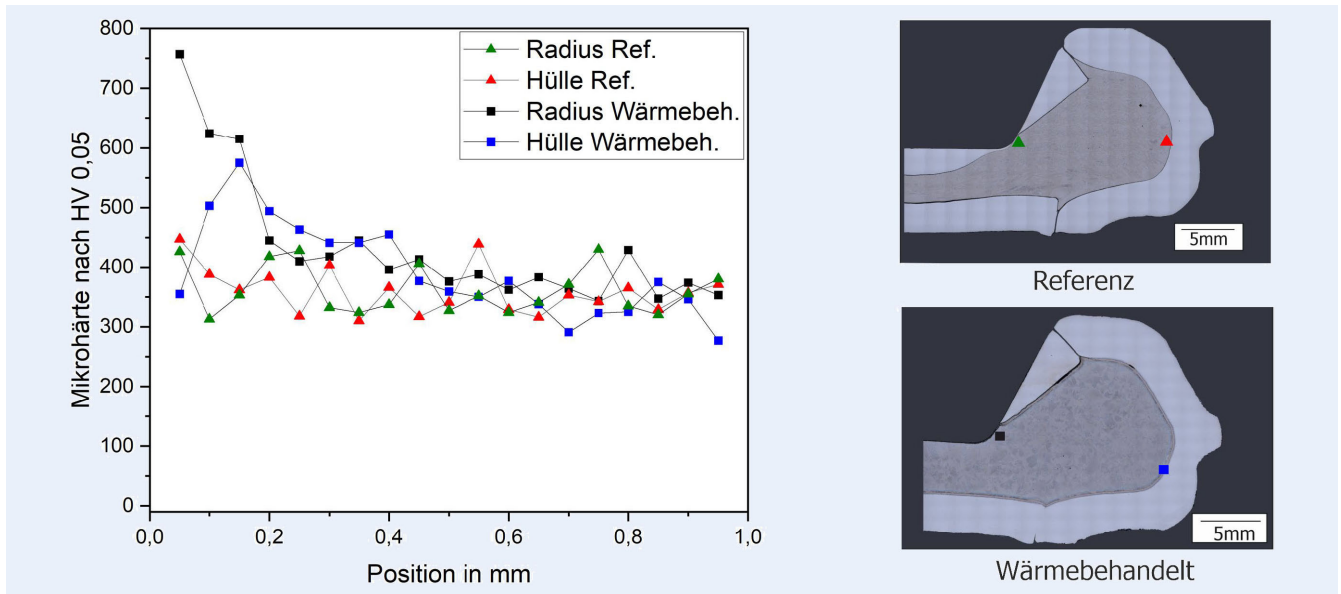 800
700
600
500
400
300
200
100
0
Mikrohärte nach HV 0,05
0,0
0,2
0,4
0,6
0,8
1,0
Position in mm
Radius Ref.
Hülle Ref.
Radius Wärmebeh.
Hülle Wärmebeh.
5mm
Referenz
5mm
Wärmebehandelt